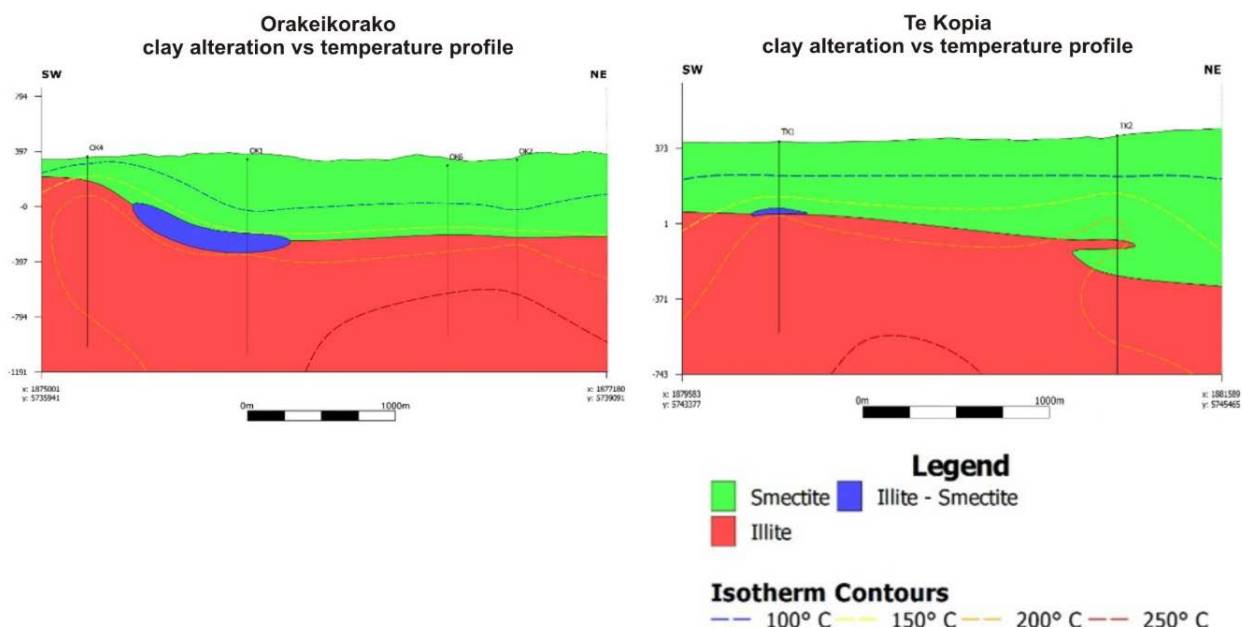 Orakeikorako
clay alteration vs temperature profile
SW
NE
794
397
-0
-397
-794
-1191
OK4
OK1
OK6
OK2
x: 1875001
y: 5735941
x: 1877180
y: 5739091
0m
1000m
Te Kopia
clay alteration vs temperature profile
SW
NE
373
1
-371
-743
TK1
TK2
x: 1879583
y: 5743377
x: 1881589
y: 5745465
0m
1000m
Legend
Smectite
Illite - Smectite
Illite
Isotherm Contours
100° C
150° C
200° C
250° C